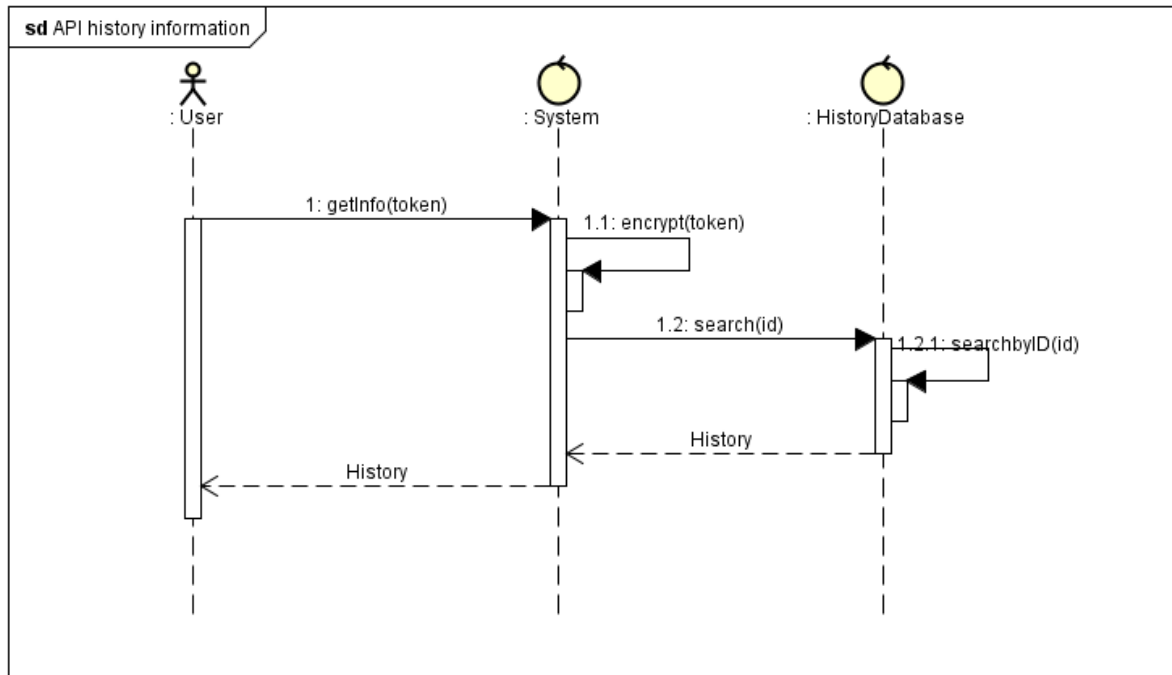 sd API history information
: User
: System
: HistoryDatabase
1: getInfo(token)
1.1: encrypt(token)
1.2: search(id)
1.2.1: searchbyID(id)
History
History